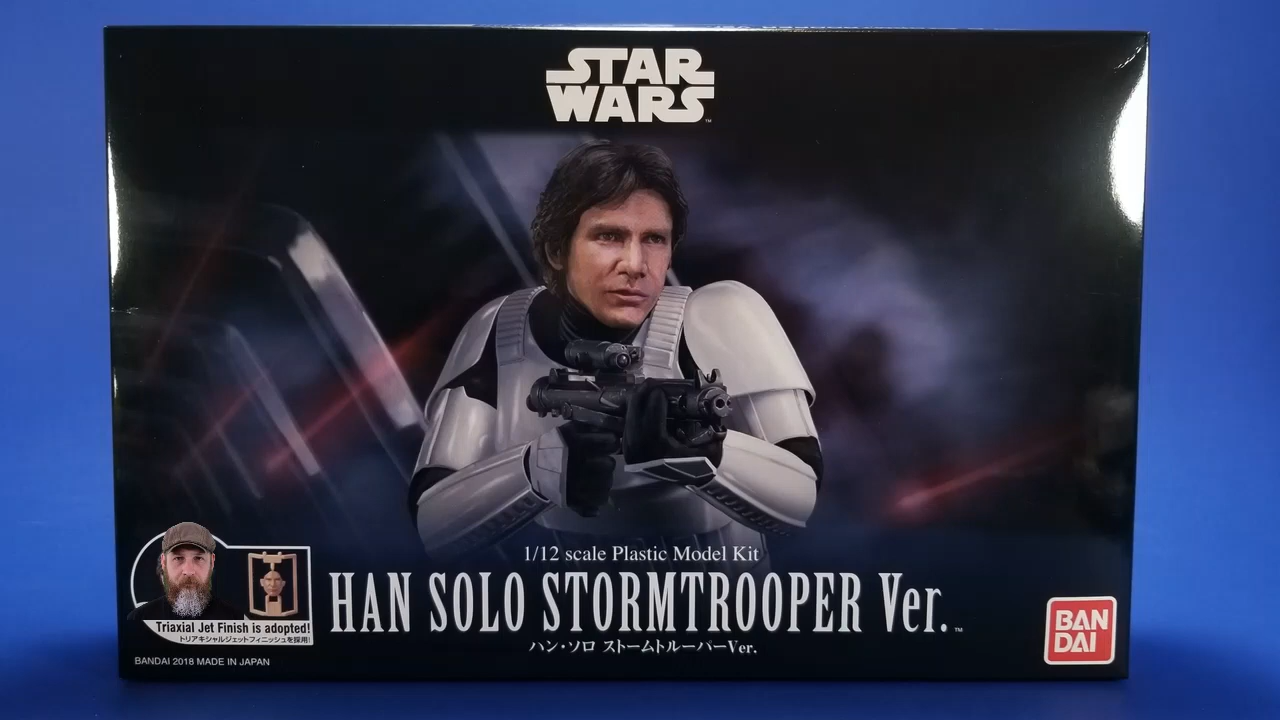 STAR
WARS™
1/12 scale Plastic Model Kit
HAN SOLO STORMTROOPER Ver.™
ハン・ソロ ストームトルーパーVer.
Triaxial Jet Finish is adopted!
トリアキシャルジェットフィニッシュを採用!
BANDAI 2018 MADE IN JAPAN
BAN
DAI